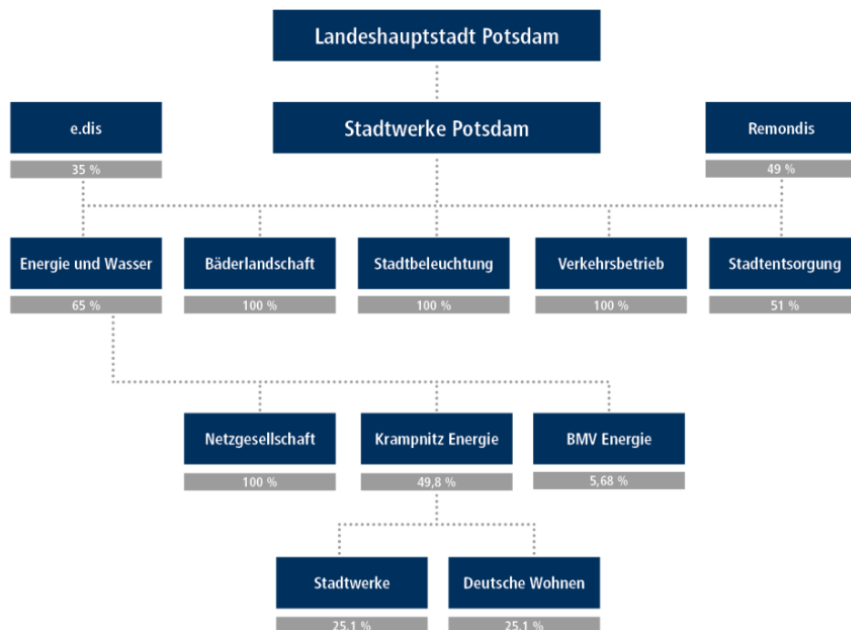 Landeshauptstadt Potsdam
e.dis
Stadtwerke Potsdam
Remondis
35 %
49 %
Energie und Wasser
Bäderlandschaft
Stadtbeleuchtung
Verkehrsbetrieb
Stadtentsorgung
65 %
100 %
100 %
100 %
51 %
Netzgesellschaft
Krampnitz Energie
BMV Energie
100 %
49,8 %
5,68 %
Stadtwerke
Deutsche Wohnen
25,1 %
25,1 %